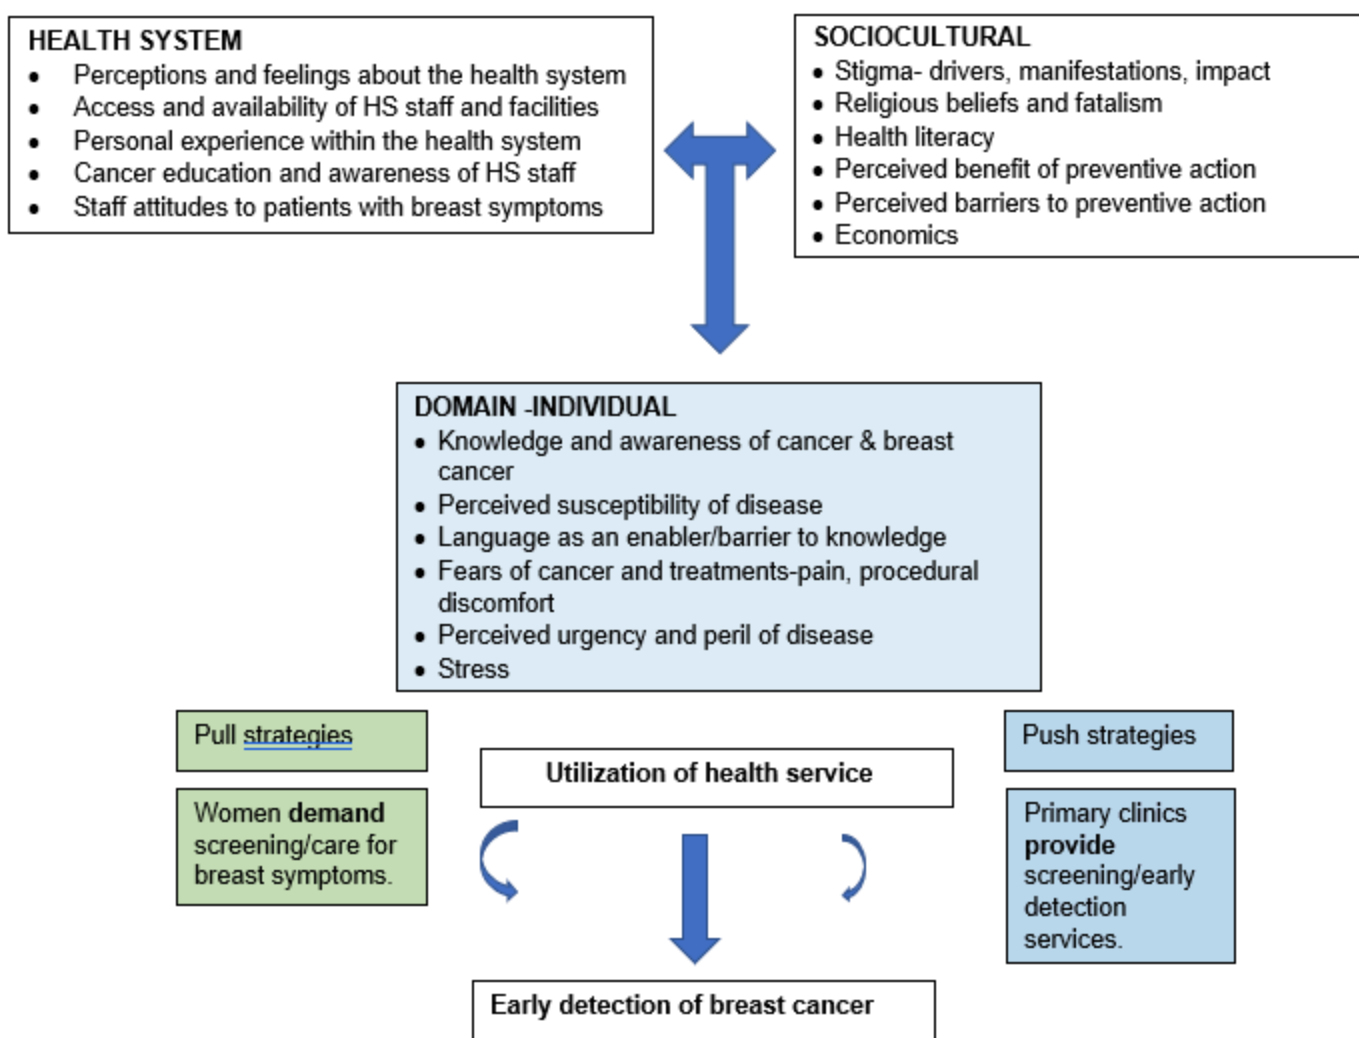 HEALTH SYSTEM
• Perceptions and feelings about the health system
• Access and availability of HS staff and facilities
• Personal experience within the health system
• Cancer education and awareness of HS staff
• Staff attitudes to patients with breast symptoms
SOCIOCULTURAL
• Stigma- drivers, manifestations, impact
• Religious beliefs and fatalism
• Health literacy
• Perceived benefit of preventive action
• Perceived barriers to preventive action
• Economics
DOMAIN -INDIVIDUAL
• Knowledge and awareness of cancer & breast
cancer
• Perceived susceptibility of disease
• Language as an enabler/barrier to knowledge
• Fears of cancer and treatments-pain, procedural
discomfort
• Perceived urgency and peril of disease
• Stress
Pull strategies
Women demand
screening/care for
breast symptoms.
Utilization of health service
Push strategies
Primary clinics
provide
screening/early
detection
services.
Early detection of breast cancer